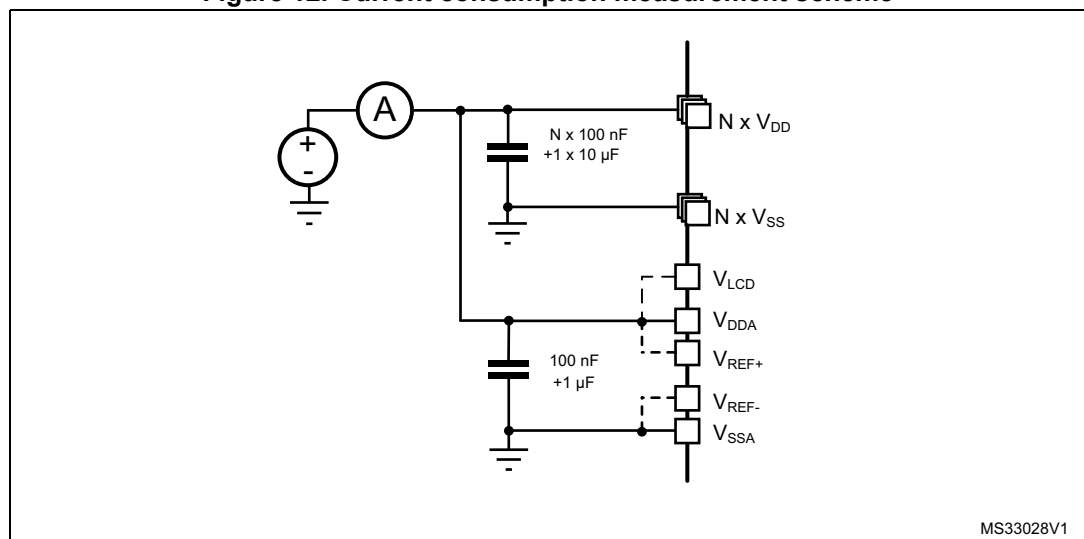 Figure 12. Current consumption measurement scheme
A
+
-
N x 100 nF
+1 x 10 µF
N x VDD
N x VSS
VLCD
VDDA
VREF+
100 nF
+1 µF
VREF-
VSSA
MS33028V1